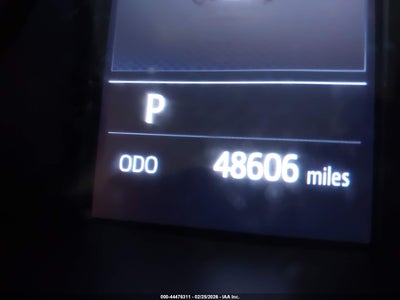 P
ODO 48606 miles
000-44476311 - 02/25/2026 - IAA Inc.